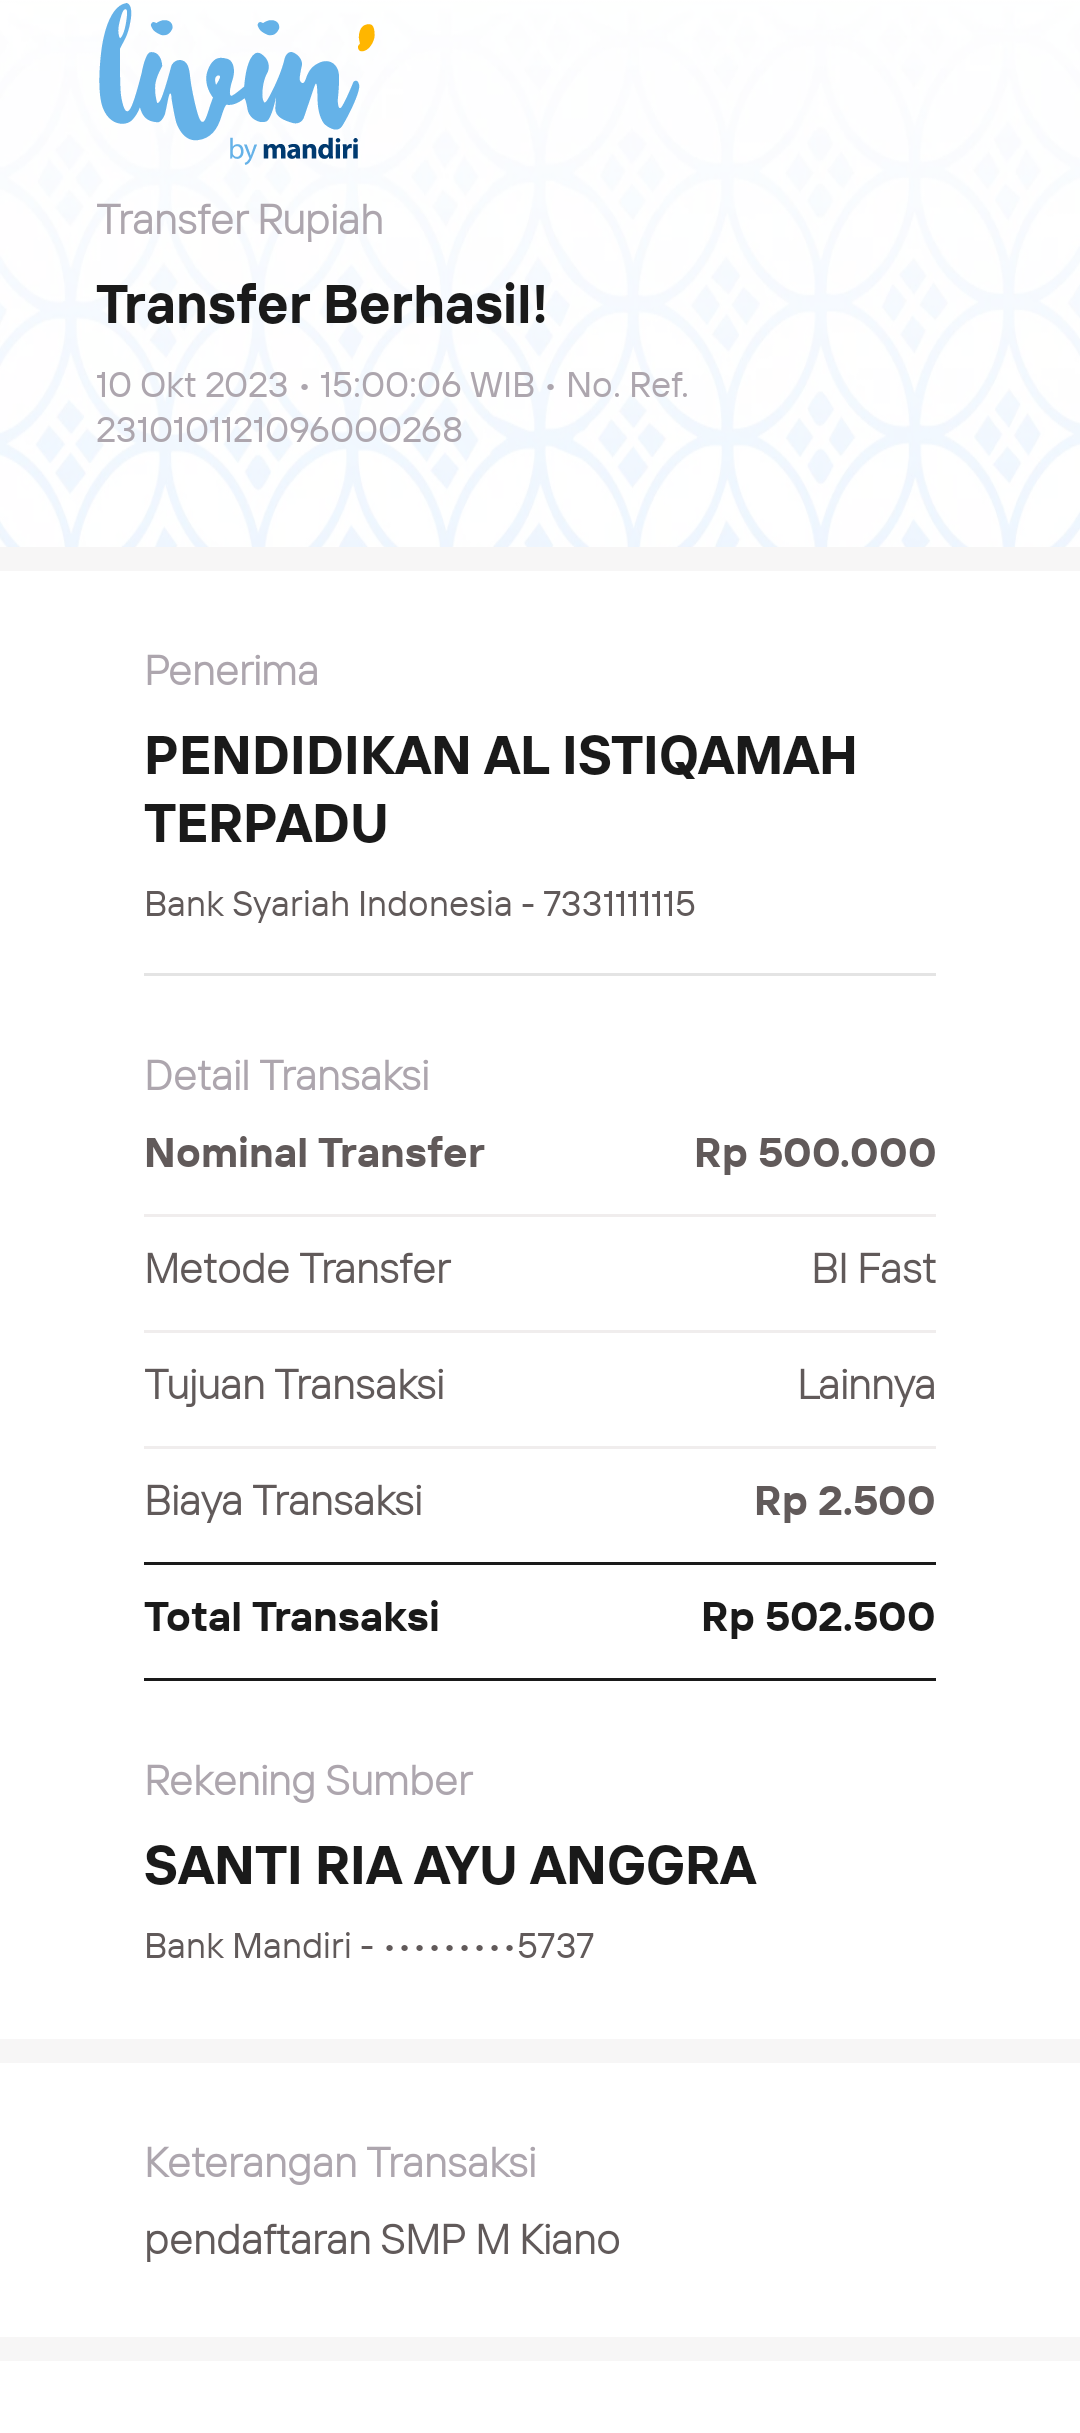 livin'
by mandiri
Transfer Rupiah
Transfer Berhasil!
10 Okt 2023 • 15:00:06 WIB • No. Ref.
2310101121096000268
Penerima
PENDIDIKAN AL ISTIQAMAH
TERPADU
Bank Syariah Indonesia - 7331111115
Detail Transaksi
Nominal Transfer Rp 500.000
Metode Transfer BI Fast
Tujuan Transaksi Lainnya
Biaya Transaksi Rp 2.500
Total Transaksi Rp 502.500
Rekening Sumber
SANTI RIA AYU ANGGRA
Bank Mandiri - •••••••••5737
Keterangan Transaksi
pendaftaran SMP M Kiano